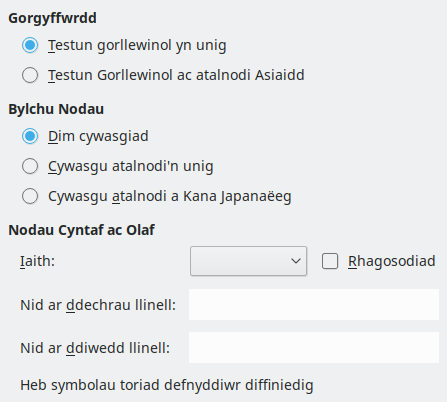 Gorgyffwrdd
Testun gorllewinol yn unig
Testun Gorllewinol ac atalnodi Asiaidd
Bylchu Nodau
Dim cywasgiad
Cywasgu atalnodi'n unig
Cywasgu atalnodi a Kana Japanaëeg
Nodau Cyntaf ac Olaf
Iaith:
Rhagosodiad
Nid ar ddechrau llinell:
Nid ar ddiwedd llinell:
Heb symbolau toriad defnyddiwr diffiniedig